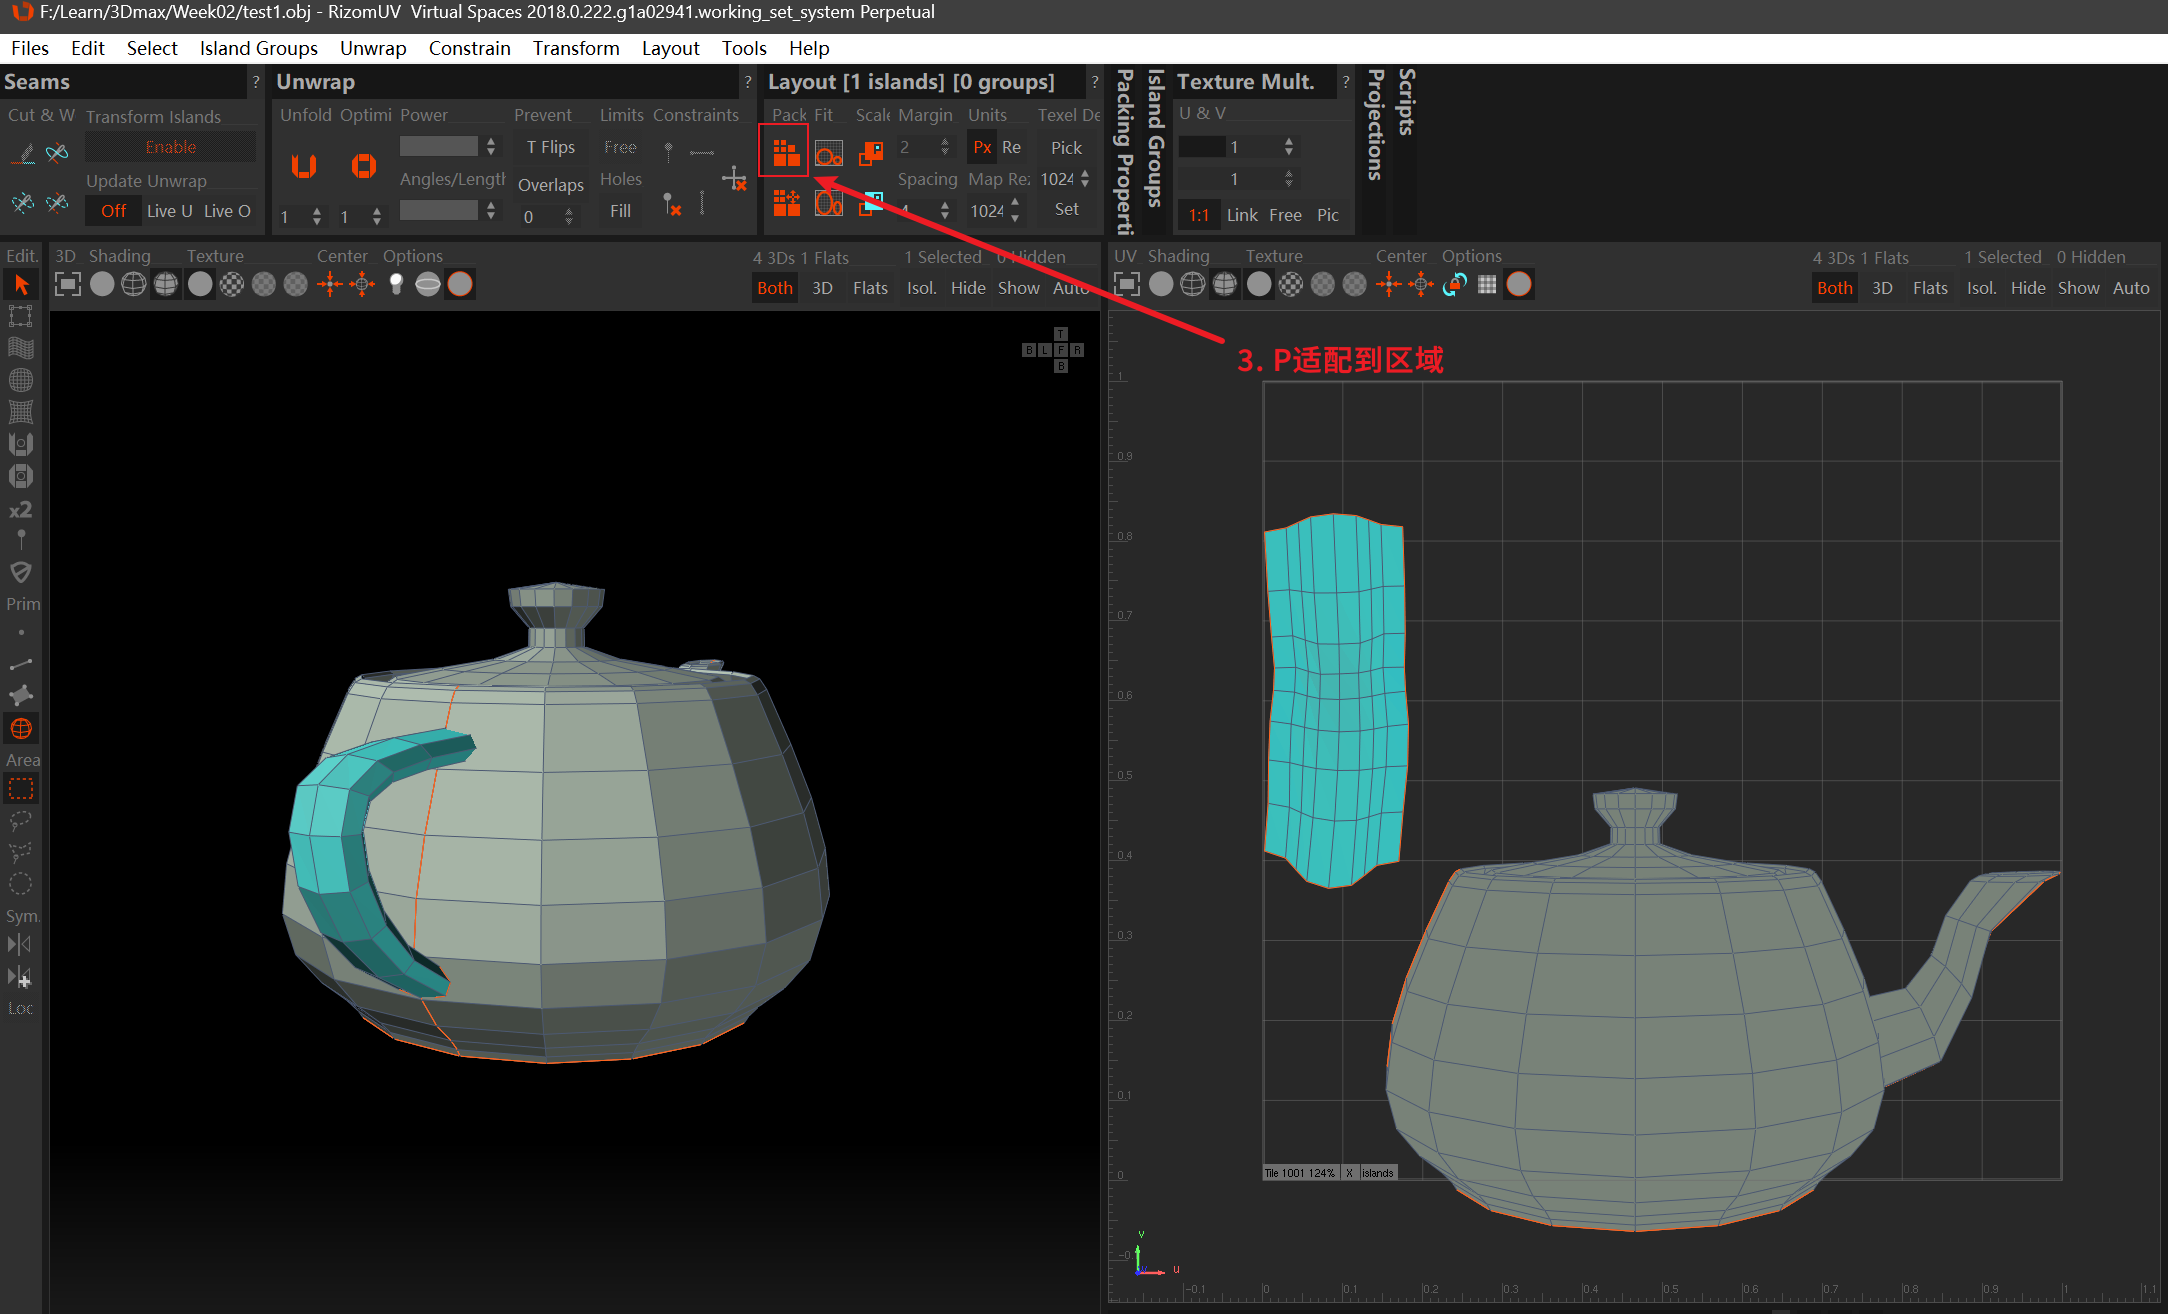 F:/Learn/3Dmax/Week02/test1.obj - RizomUV  Virtual Spaces 2018.0.222.g1a02941.working_set_system Perpetual
Files Edit Select Island Groups Unwrap Constrain Transform Layout Tools Help
Seams ? Unwrap ? Layout [1 islands] [0 groups] ? Texture Mult. ?
Packing Properti
Island Groups
Projections
Scripts
Cut & W Transform Islands Unfold Optimi Power Prevent Limits Constraints Pack Fit Scale Margin Units Texel De U & V
Enable T Flips Free 2 Px Re Pick 1
Update Unwrap Angles/Length Overlaps Holes Spacing Map Re 1024 1
Off Live U Live O 1 1 0 Fill 4 1024 Set 1:1 Link Free Pic
Edit. 3D Shading Texture Center Options 4 3Ds 1 Flats 1 Selected 0 Hidden
Both 3D Flats Isol. Hide Show Auto
UV Shading Texture Center Options 4 3Ds 1 Flats 1 Selected 0 Hidden
Both 3D Flats Isol. Hide Show Auto
x2
Prim
Area
Sym.
Loc
T
B L F R
B
3. P适配到区域
1
0.9
0.8
0.7
0.6
0.5
0.4
0.3
0.2
0.1
0
-0
Tile 1001 124% X islands
V
u
-0.1 0 0.1 0.2 0.3 0.4 0.5 0.6 0.7 0.8 0.9 1 1.1